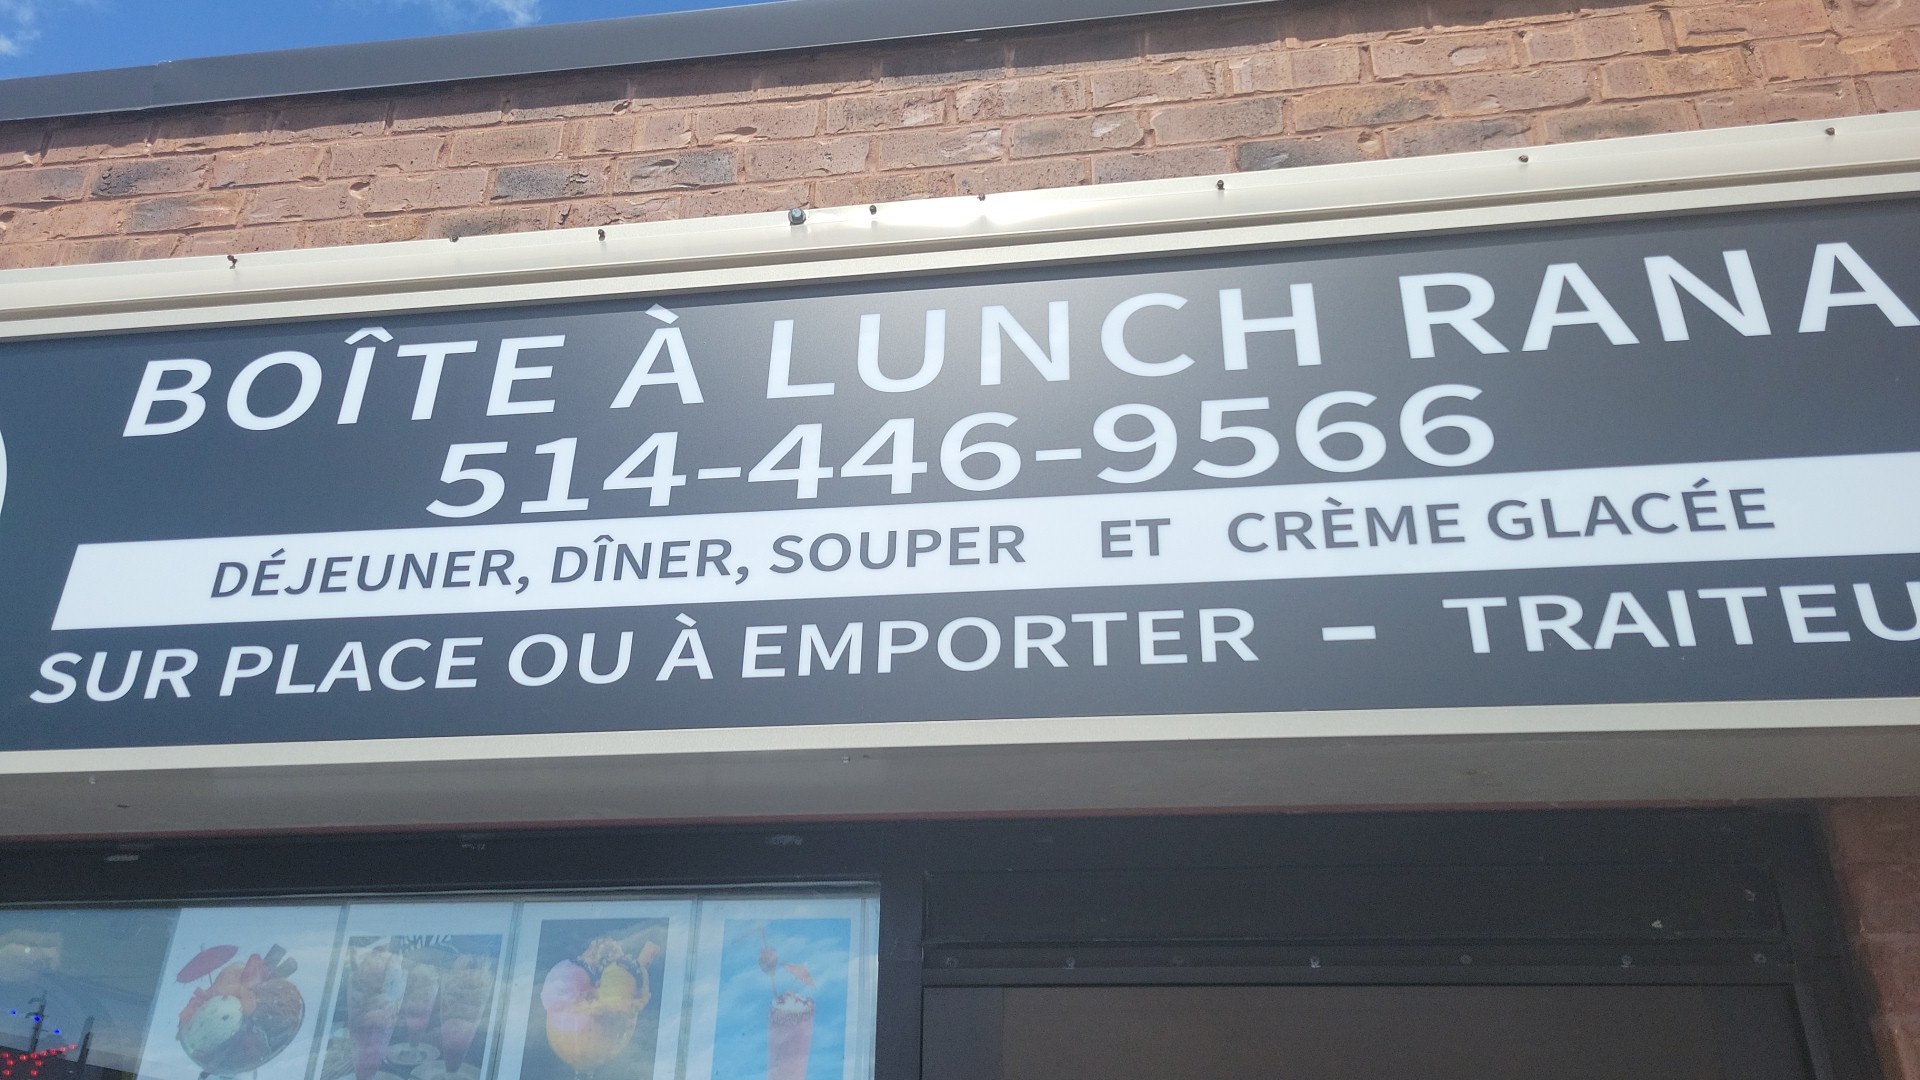 BOÎTE À LUNCH RANA
514-446-9566
DÉJEUNER, DÎNER, SOUPER ET CRÈME GLACÉE
SUR PLACE OU À EMPORTER - TRAITEU